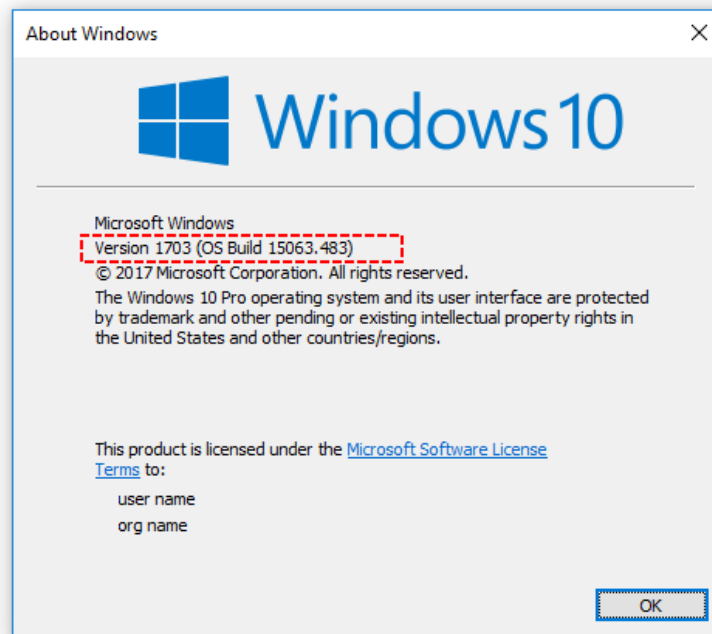 About Windows
Windows 10
Microsoft Windows
Version 1703 (OS Build 15063.483)
© 2017 Microsoft Corporation. All rights reserved.
The Windows 10 Pro operating system and its user interface are protected
by trademark and other pending or existing intellectual property rights in
the United States and other countries/regions.
This product is licensed under the Microsoft Software License
Terms to:
user name
org name
OK